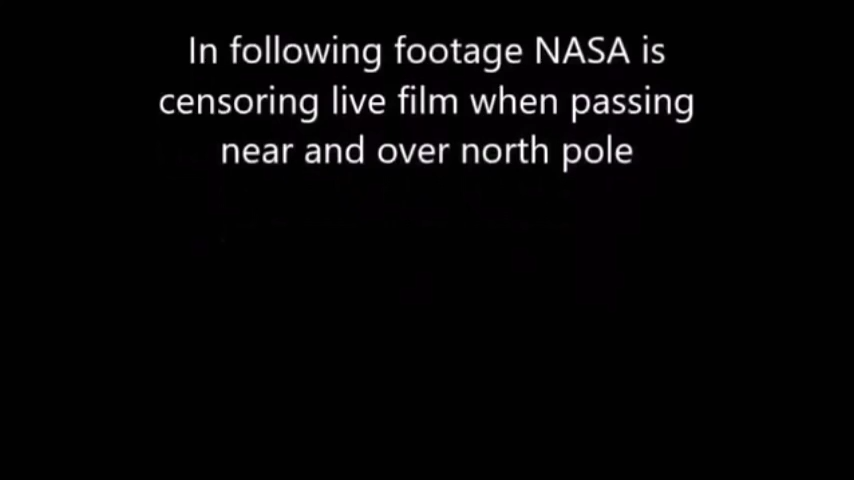 In following footage NASA is
censoring live film when passing
near and over north pole